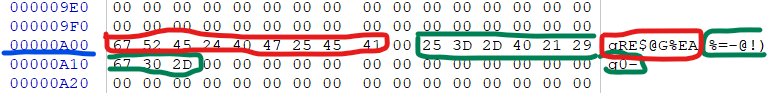 000009E0 00 00 00 00 00 00 00 00 00 00 00 00 00 00 00 00
000009F0 00 00 00 00 00 00 00 00 00 00 00 00 00 00 00 00
00000A00 67 52 45 24 40 47 25 45 41 00 25 3D 2D 40 21 29 gRE$@G%EA %=-@!)
00000A10 67 30 2D 00 00 00 00 00 00 00 00 00 00 00 00 00 g0-
00000A20 00 00 00 00 00 00 00 00 00 00 00 00 00 00 00 00